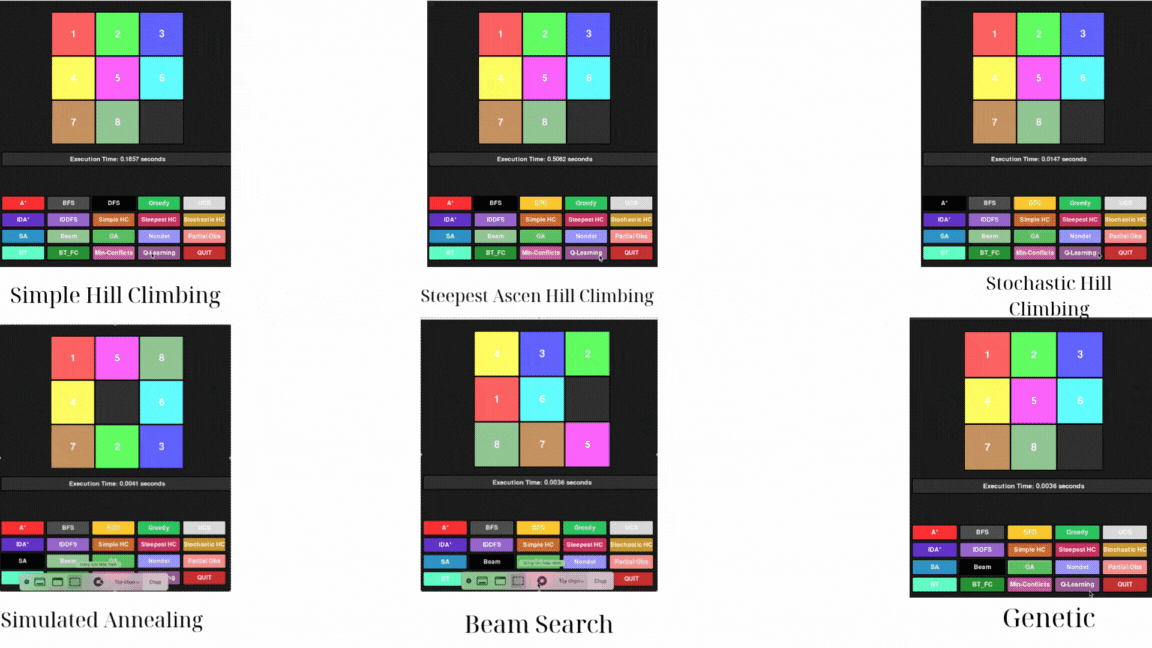 1 2 3
4 5 6
7 8
Execution Time: 0.1857 seconds
A* BFS DFS Greedy UCS
IDA* IDDFS Simple HC Steepest HC Stochastic HC
SA Beam GA Nondet Partial Obs
BT BT_FC Min-Conflicts Q-Learning QUIT
Simple Hill Climbing
1 2 3
4 5 6
7 8
Execution Time: 0.5062 seconds
A* BFS DFS Greedy UCS
IDA* IDDFS Simple HC Steepest HC Stochastic HC
SA Beam GA Nondet Partial Obs
BT BT_FC Min-Conflicts Q-Learning QUIT
Steepest Ascen Hill Climbing
1 2 3
4 5 6
7 8
Execution Time: 0.0147 seconds
A* BFS DFS Greedy UCS
IDA* IDDFS Simple HC Steepest HC Stochastic HC
SA Beam GA Nondet Partial Obs
BT BT_FC Min-Conflicts Q-Learning QUIT
Stochastic Hill
Climbing
1 5 8
4 6
7 2 3
Execution Time: 0.0041 seconds
A* BFS DFS Greedy UCS
IDA* IDDFS Simple HC Steepest HC Stochastic HC
SA Beam Nondet Partial Obs
QUIT
Simulated Annealing
4 3 2
1 6
8 7 5
Execution Time: 0.0036 seconds
A* BFS DFS Greedy UCS
IDA* IDDFS Simple HC Steepest HC Stochastic HC
SA Beam Nondet Partial Obs
BT QUIT
Beam Search
1 2 3
4 5 6
7 8
Execution Time: 0.0036 seconds
A* BFS DFS Greedy UCS
IDA* IDDFS Simple HC Steepest HC Stochastic HC
SA Beam GA Nondet Partial Obs
BT BT_FC Min-Conflicts Q-Learning QUIT
Genetic